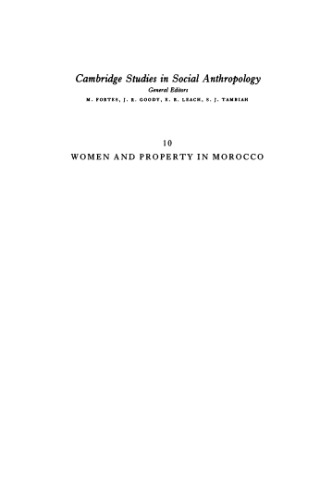 Cambridge Studies in Social Anthropology
General Editors
M. FORTES, J. R. GOODY, E. R. LEACH, S. J. TAMBIAH
10
WOMEN AND PROPERTY IN MOROCCO